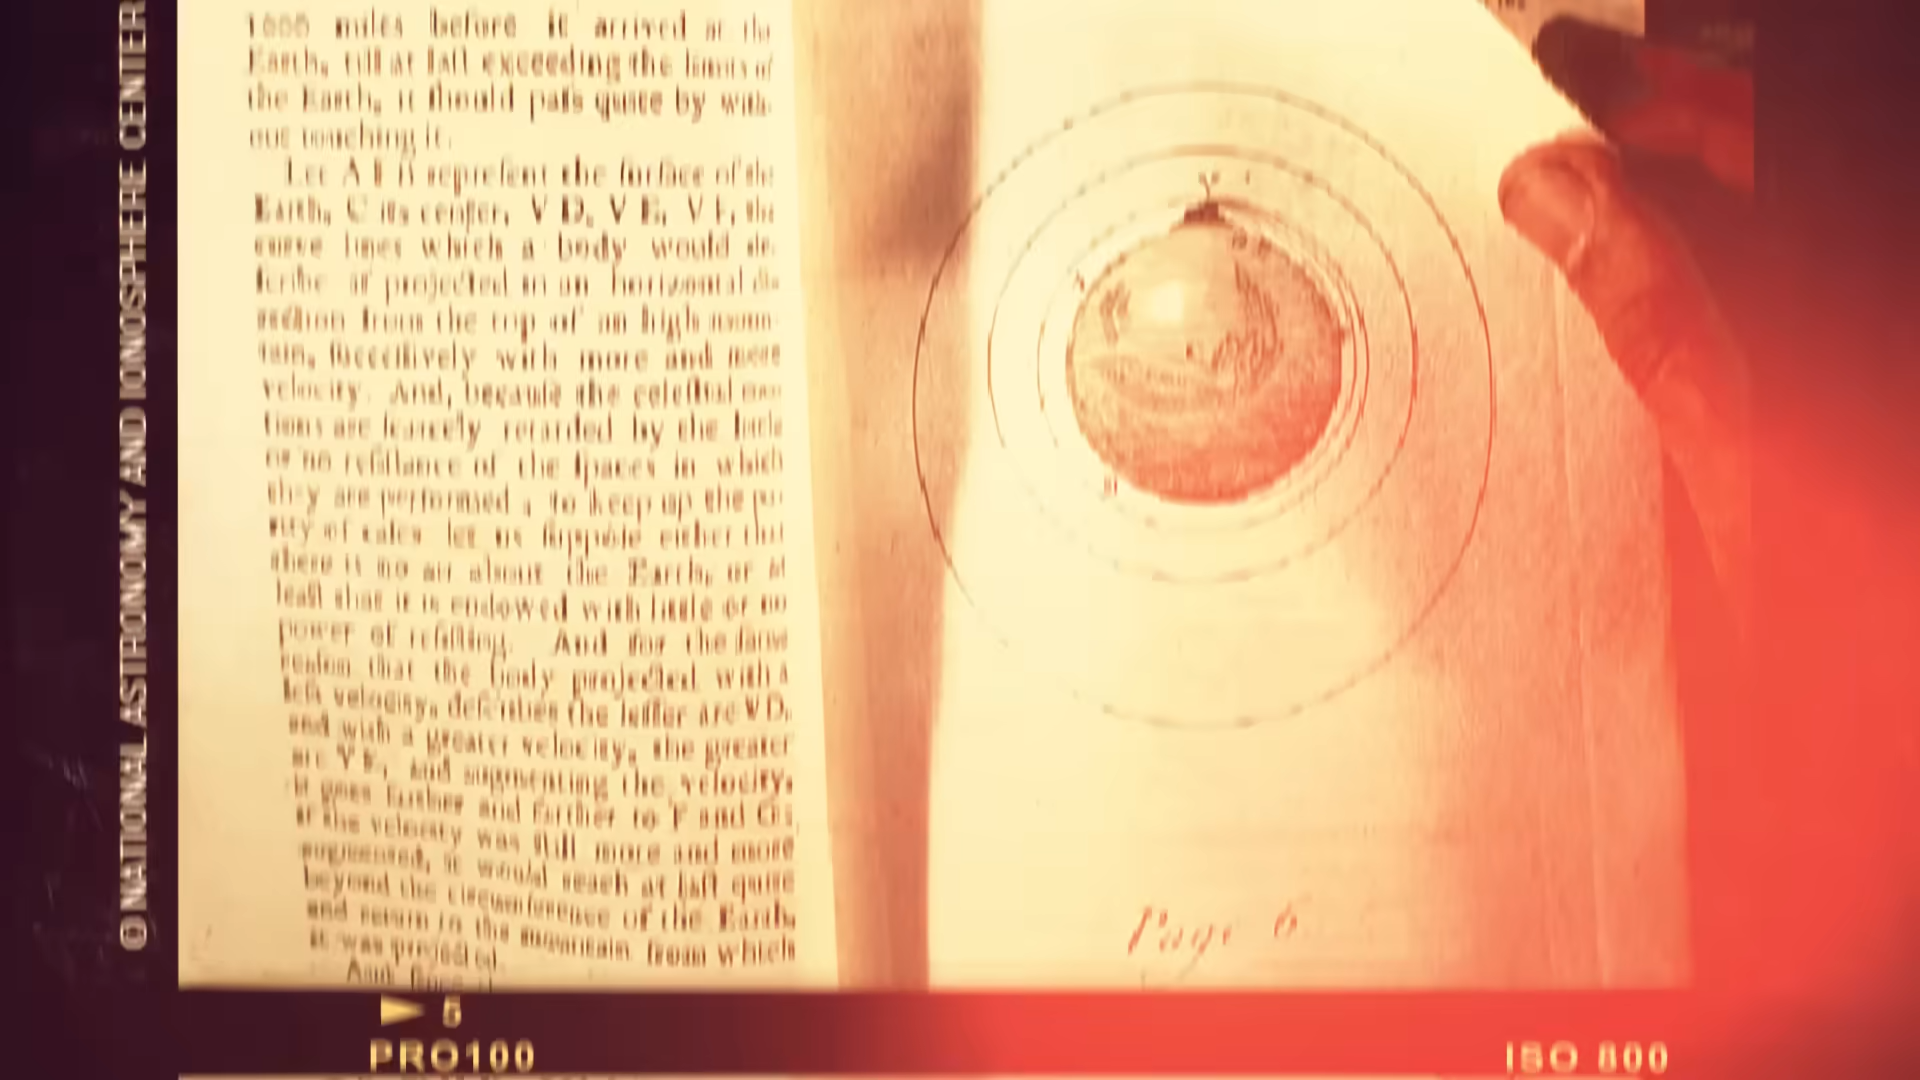 © NATIONAL ASTRONOMY AND IONOSPHERE CENTER
1000 miles before it arrived at the
Earth, till at laſt exceeding the limits of
the Earth, it ſhould paſs quite by with-
out touching it.
Let A F B repreſent the ſurface of the
Earth, C its center, V D, V E, V F, the
curve lines which a body would de-
ſcribe if projected in an horizontal di-
rection from the top of an high moun-
tain, ſucceſſively with more and more
velocity. And, becauſe the celeſtial mo-
tions are ſcarcely retarded by the little
or no reſiſtance of the ſpaces in which
they are performed; to keep up the pa-
rity of caſes, let us ſuppoſe either that
there is no air about the Earth, or at
leaſt that it is endowed with little or no
power of reſiſting. And for the ſame
reaſon that the body projected with a
leſs velocity, deſcribes the leſſer arc V D,
and with a greater velocity, the greater
arc V E, and augmenting the velocity,
it goes farther and farther to F and G;
if the velocity was ſtill more and more
augmented, it would reach at laſt quite
beyond the circumference of the Earth,
and return to the mountain from which
it was projected.
And
V
Page 6.
5
PRO100
ISO 800